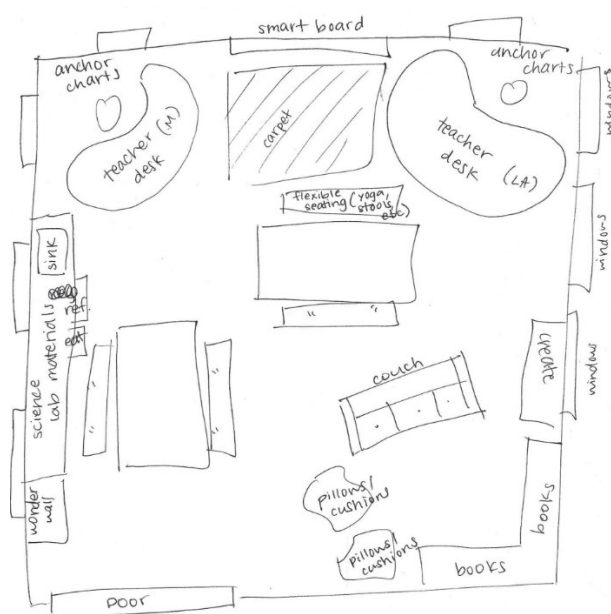 smart board
anchor
charts
anchor
charts
windows
teacher (M)
desk
carpet
teacher
desk
(LA)
flexible
seating (yoga,
stools,
etc)
windows
sink
ref.
eat
science
lab materials
"
"
"
"
"
"
couch
create
windows
wonder
wall
pillows/
cushions
pillows/
cushions
books
books
Door